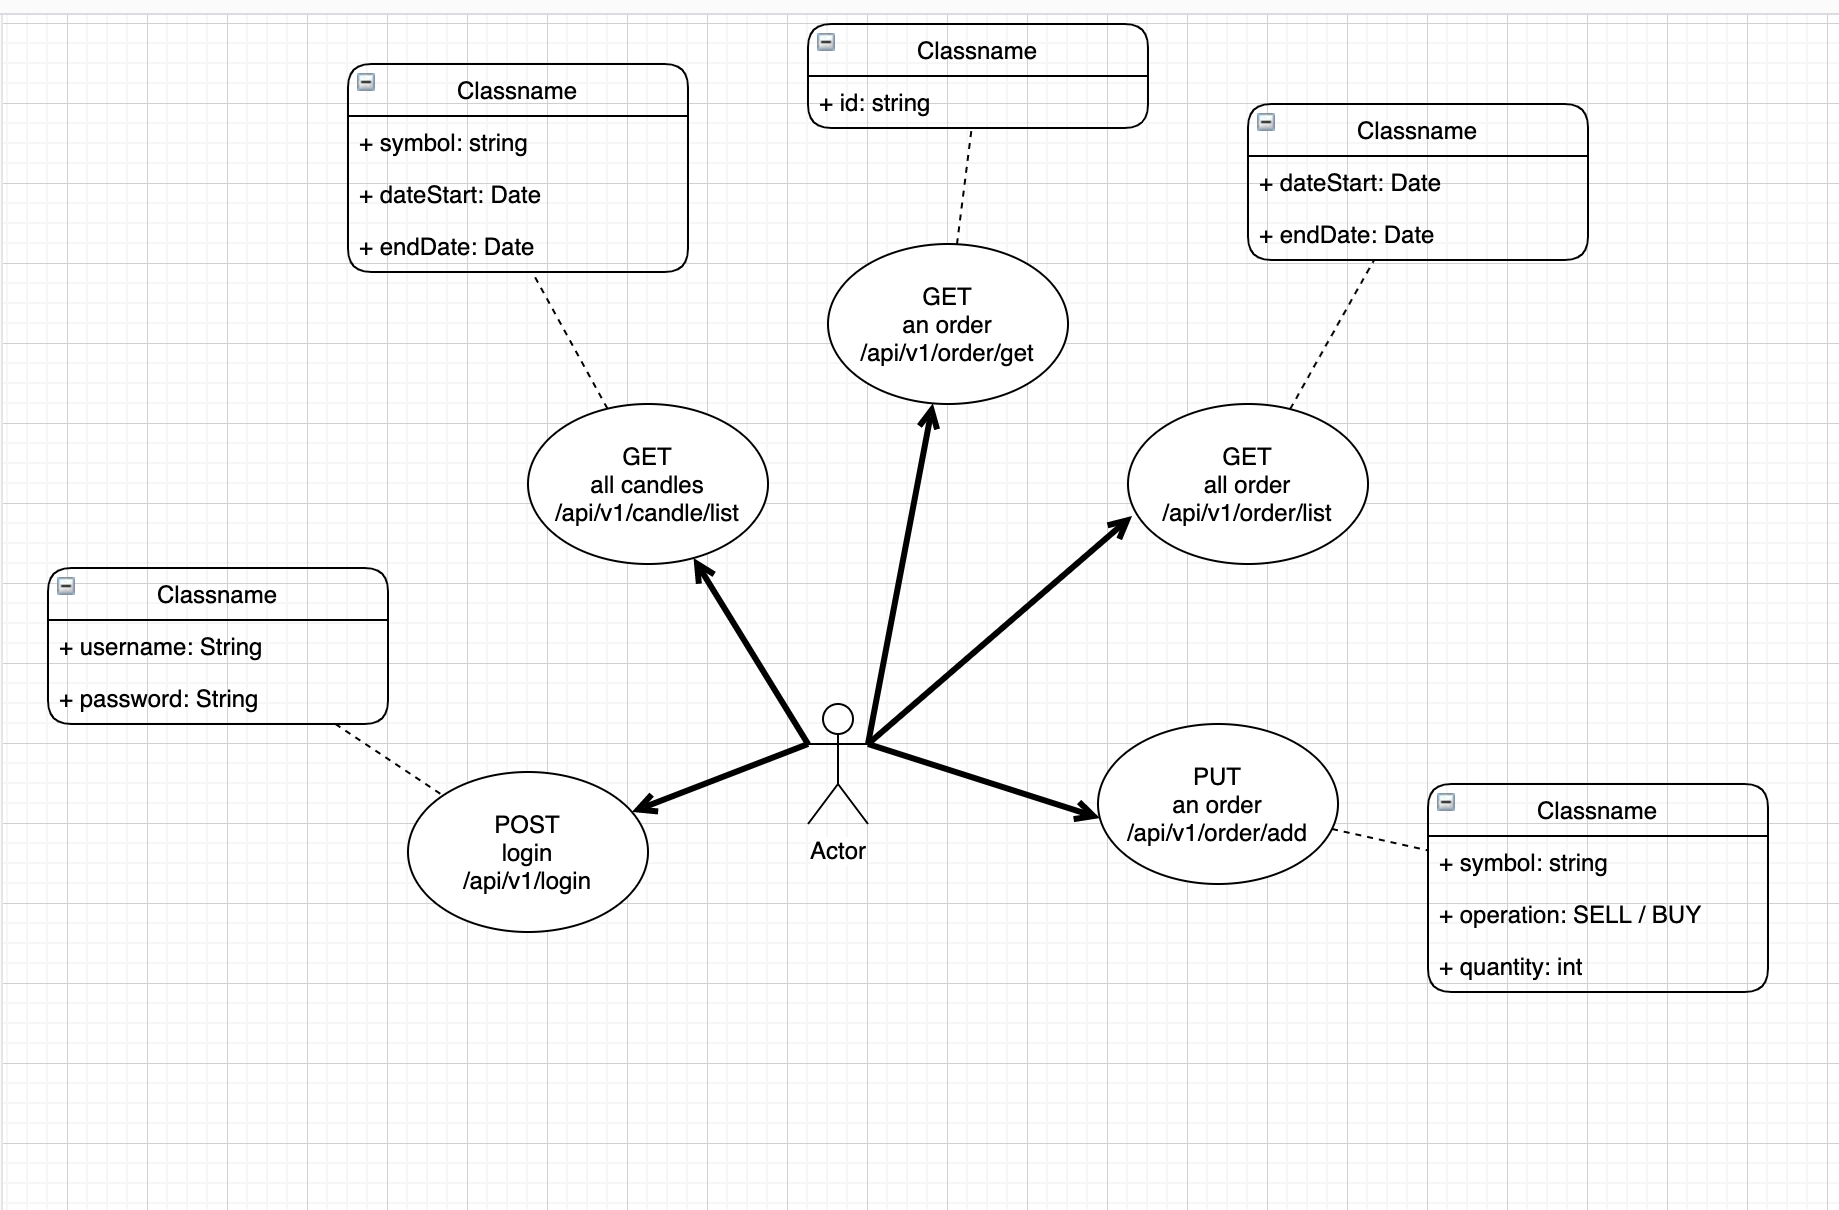 Classname
+ id: string
Classname
+ symbol: string
+ dateStart: Date
+ endDate: Date
Classname
+ dateStart: Date
+ endDate: Date
GET
an order
/api/v1/order/get
GET
all candles
/api/v1/candle/list
GET
all order
/api/v1/order/list
Classname
+ username: String
+ password: String
POST
login
/api/v1/login
Actor
PUT
an order
/api/v1/order/add
Classname
+ symbol: string
+ operation: SELL / BUY
+ quantity: int